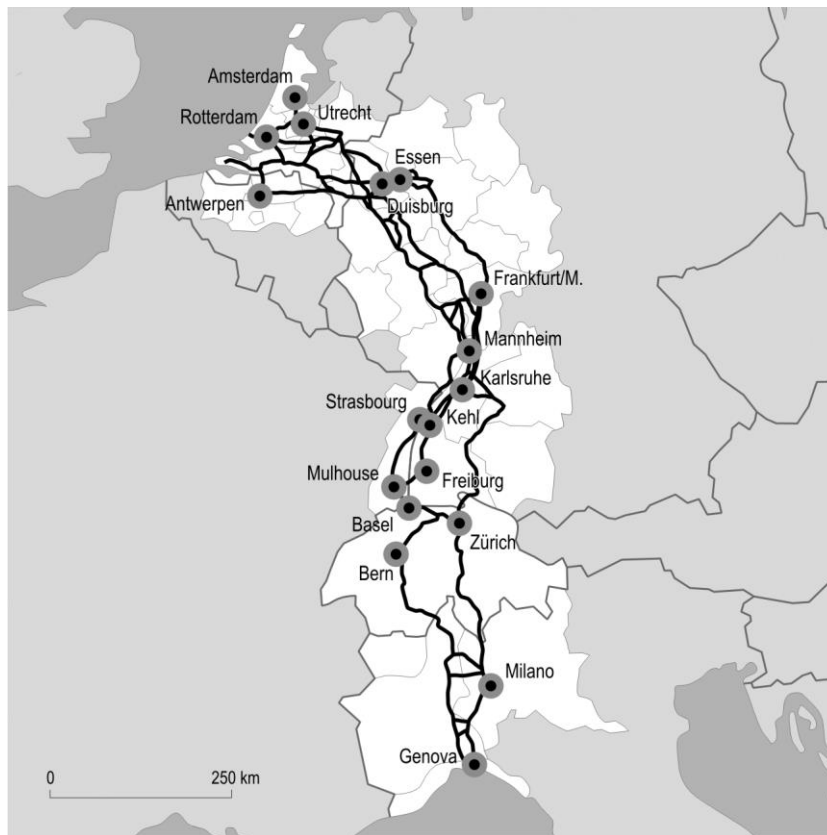 Amsterdam
Rotterdam
Utrecht
Essen
Antwerpen
Duisburg
Frankfurt/M.
Mannheim
Karlsruhe
Strasbourg
Kehl
Mulhouse
Freiburg
Basel
Zürich
Bern
Milano
Genova
0 250 km